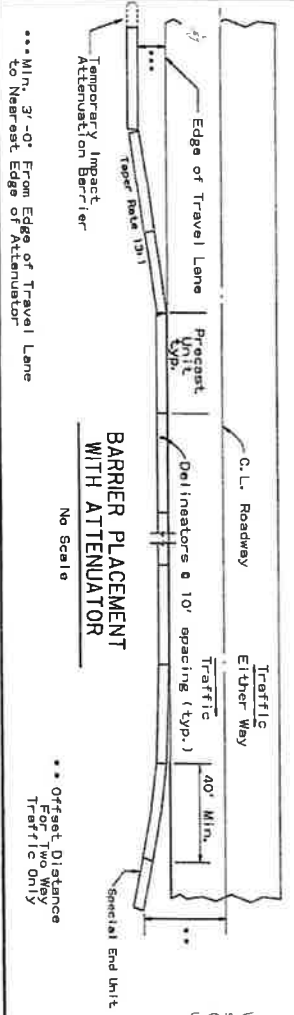 Traffic
Either Way
C. L. Roadway
Edge of Travel Lane
***
Traffic
40' Min.
**
Precast
Unit
typ.
Delineators @ 10' spacing (typ.)
Taper Rate 13:1
Temporary Impact
Attenuation Barrier
Special End Unit
BARRIER PLACEMENT
WITH ATTENUATOR
No Scale
*** Min. 3'-0" From Edge of Travel Lane
to Nearest Edge of Attenuator
** Offset Distance
For Two Way
Traffic Only